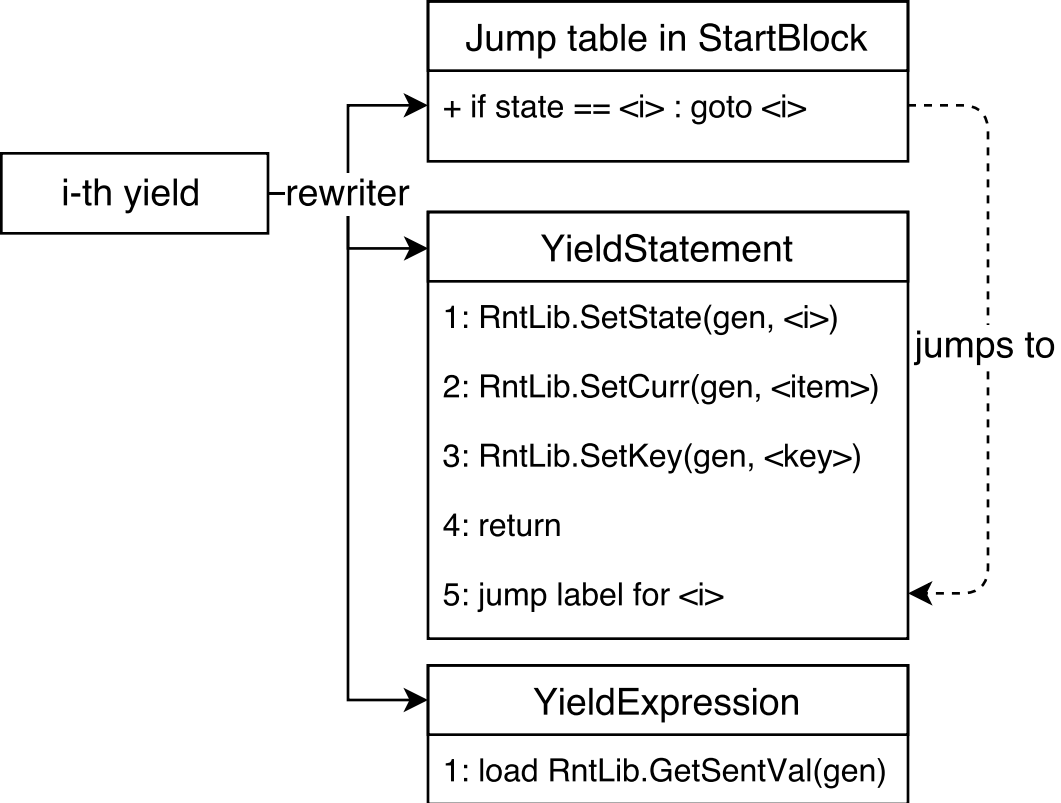 Jump table in StartBlock
+ if state == <i> : goto <i>
i-th yield
rewriter
YieldStatement
1: RntLib.SetState(gen, <i>)
2: RntLib.SetCurr(gen, <item>)
3: RntLib.SetKey(gen, <key>)
4: return
5: jump label for <i>
jumps to
YieldExpression
1: load RntLib.GetSentVal(gen)